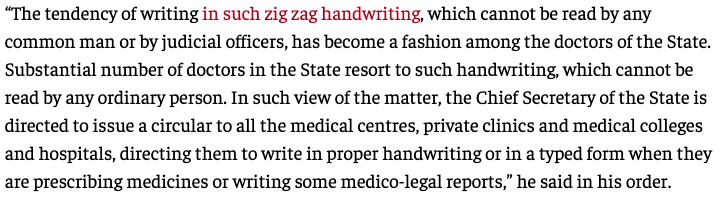 “The tendency of writing in such zig zag handwriting, which cannot be read by any
common man or by judicial officers, has become a fashion among the doctors of the State.
Substantial number of doctors in the State resort to such handwriting, which cannot be
read by any ordinary person. In such view of the matter, the Chief Secretary of the State is
directed to issue a circular to all the medical centres, private clinics and medical colleges
and hospitals, directing them to write in proper handwriting or in a typed form when they
are prescribing medicines or writing some medico-legal reports,” he said in his order.